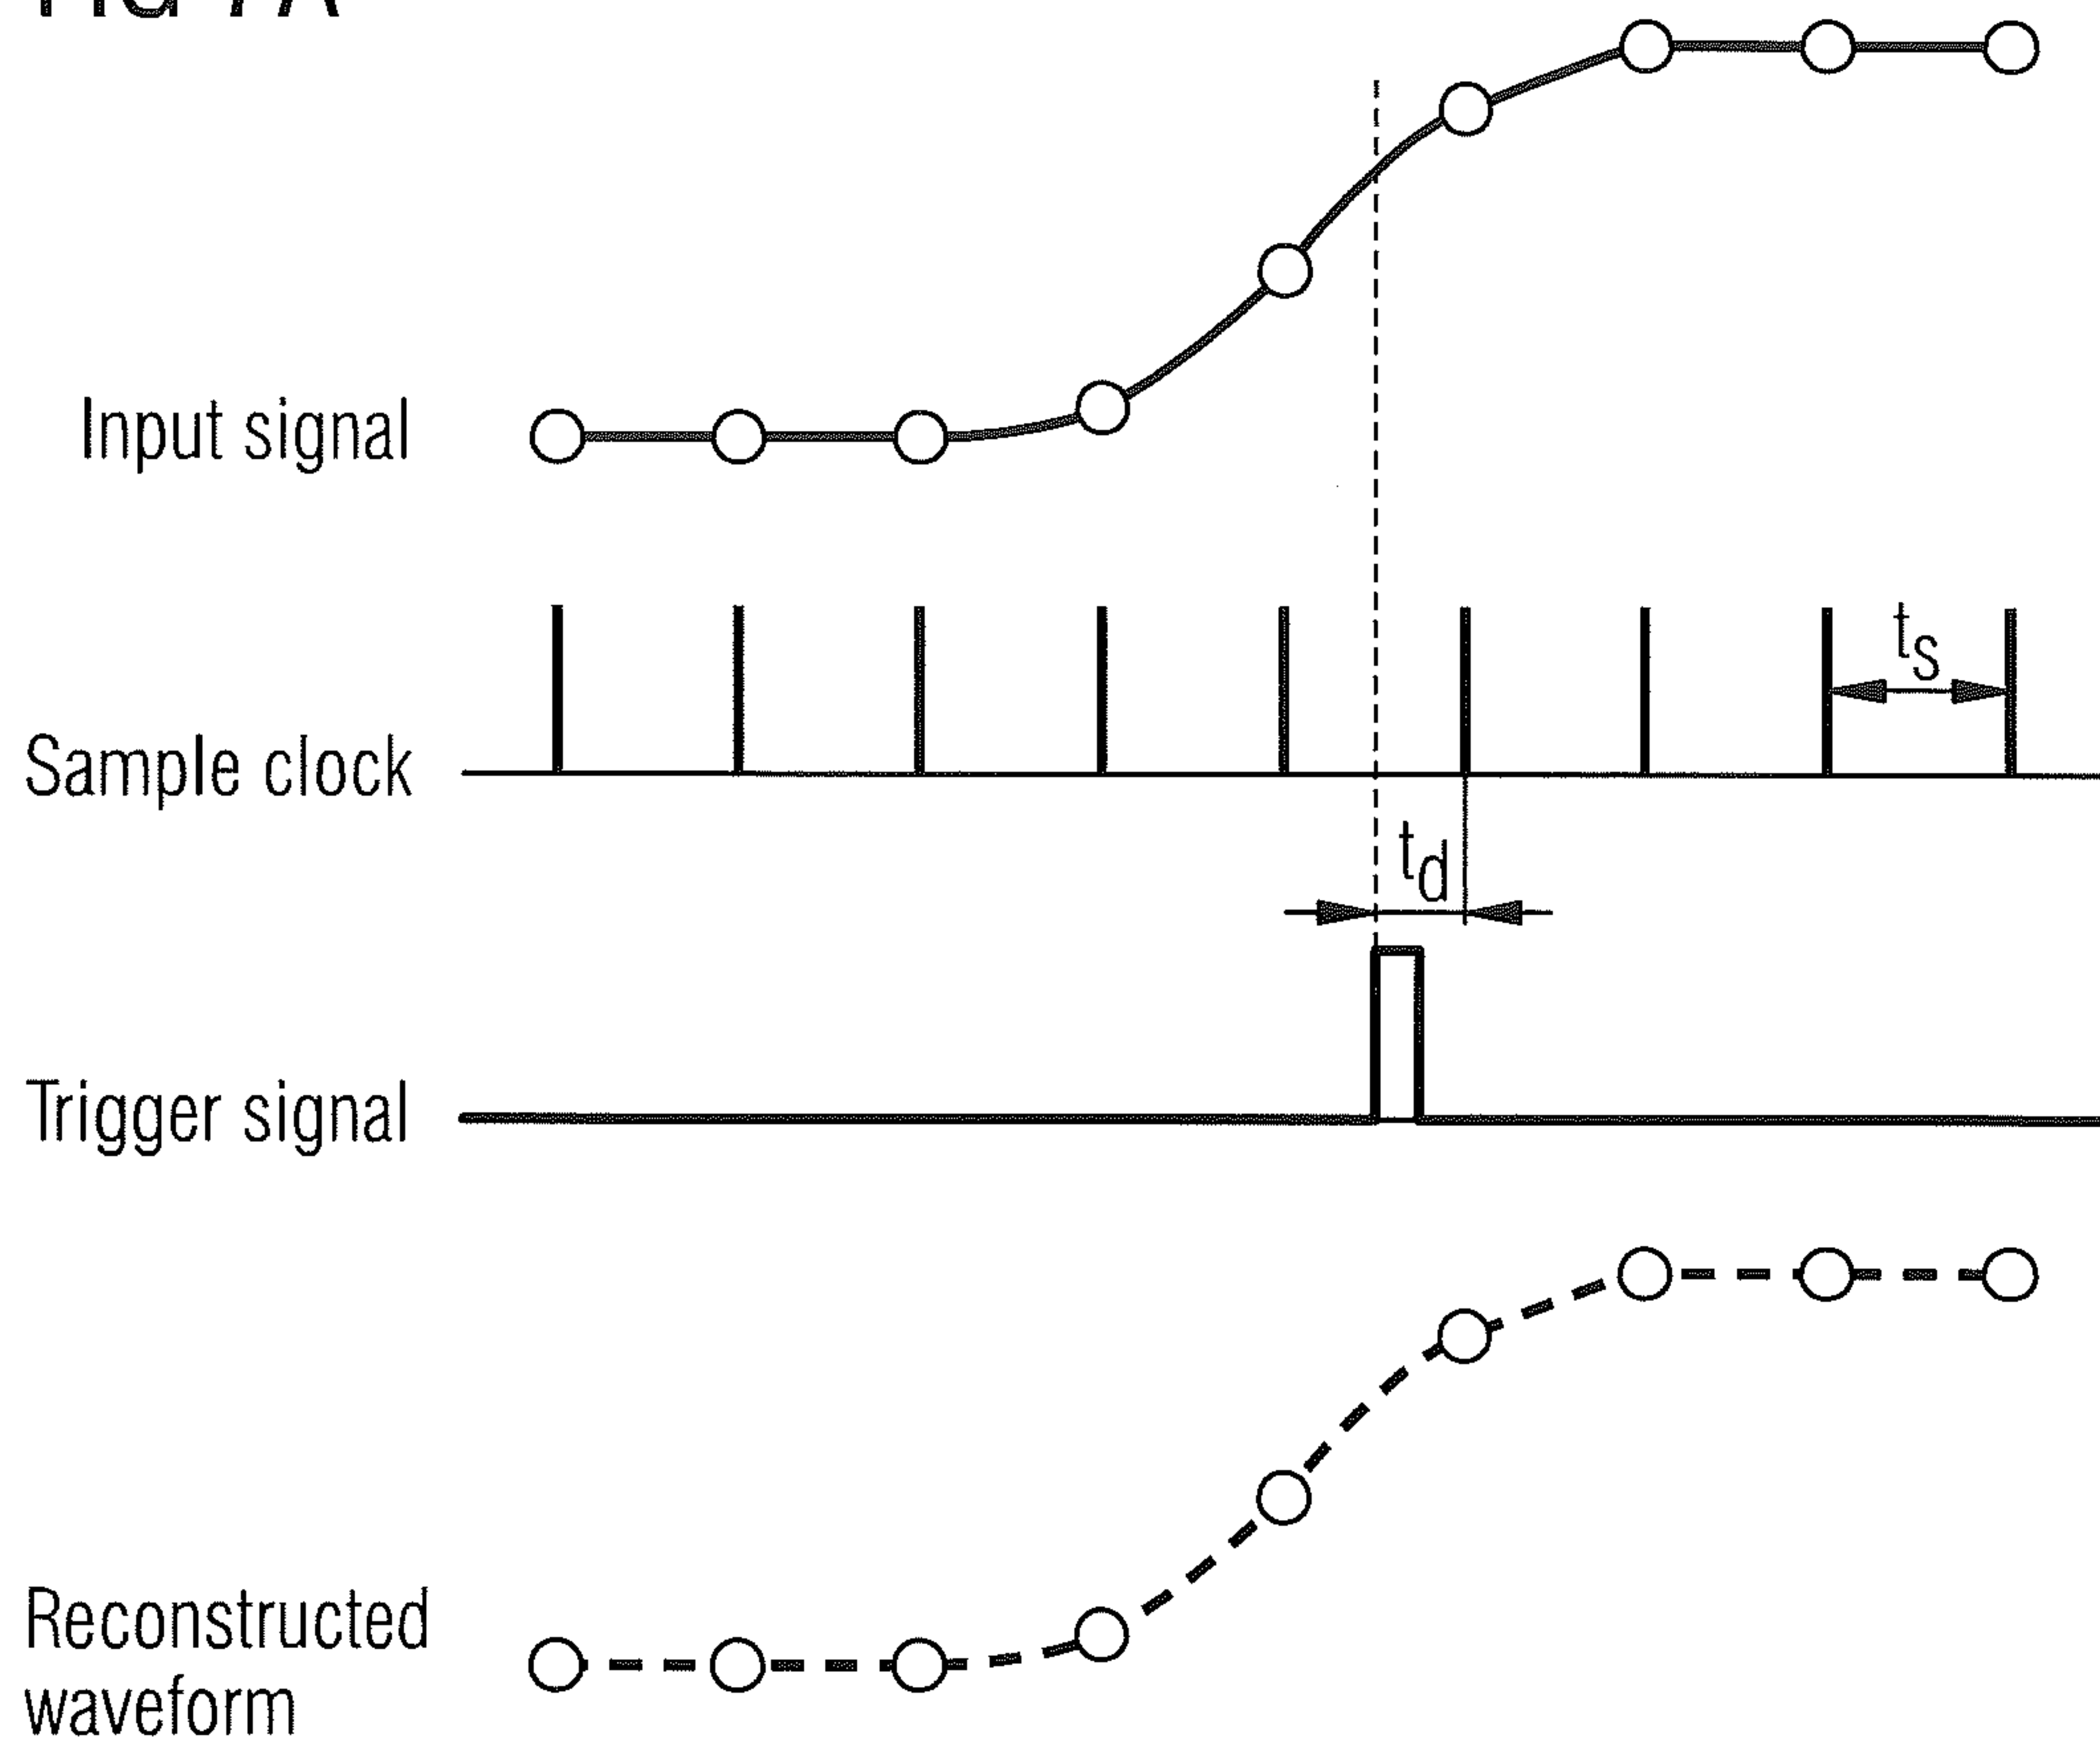 Input signal
Sample clock
ts
td
Trigger signal
Reconstructed
waveform